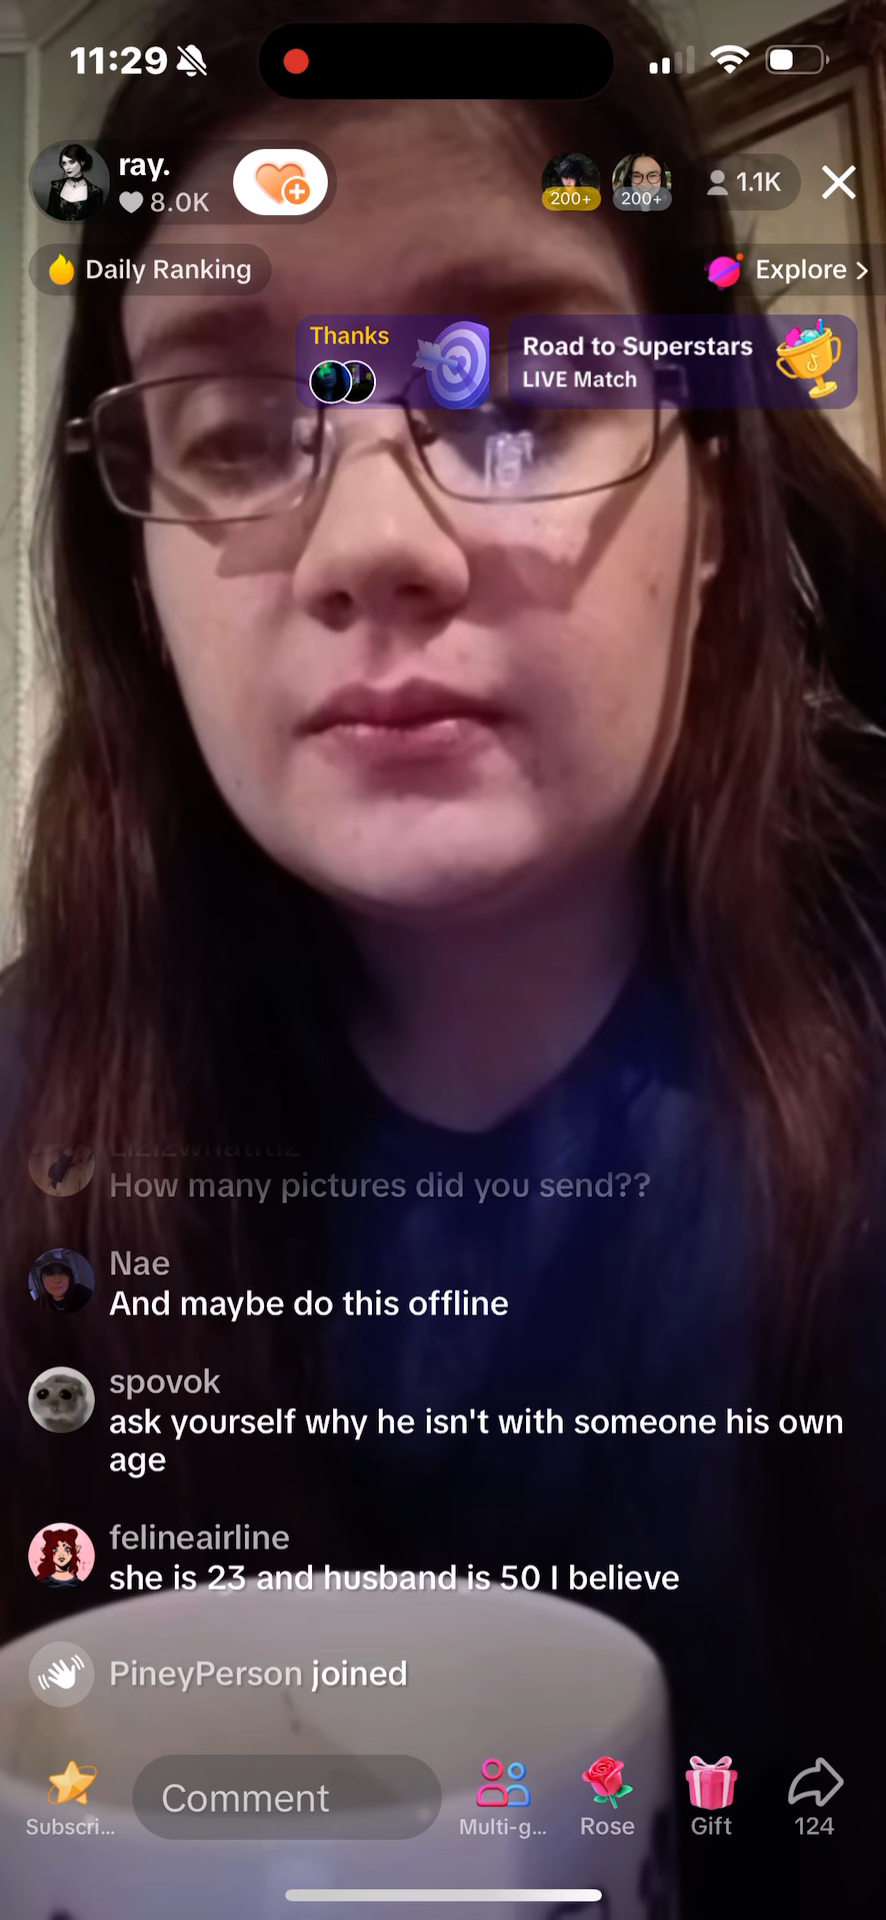 11:29
ray.
8.0K
200+
200+
1.1K
Daily Ranking
Explore >
Thanks
Road to Superstars
LIVE Match
How many pictures did you send??
Nae
And maybe do this offline
spovok
ask yourself why he isn't with someone his own
age
felineairline
she is 23 and husband is 50 I believe
PineyPerson joined
Subscri...
Comment
Multi-g...
Rose
Gift
124